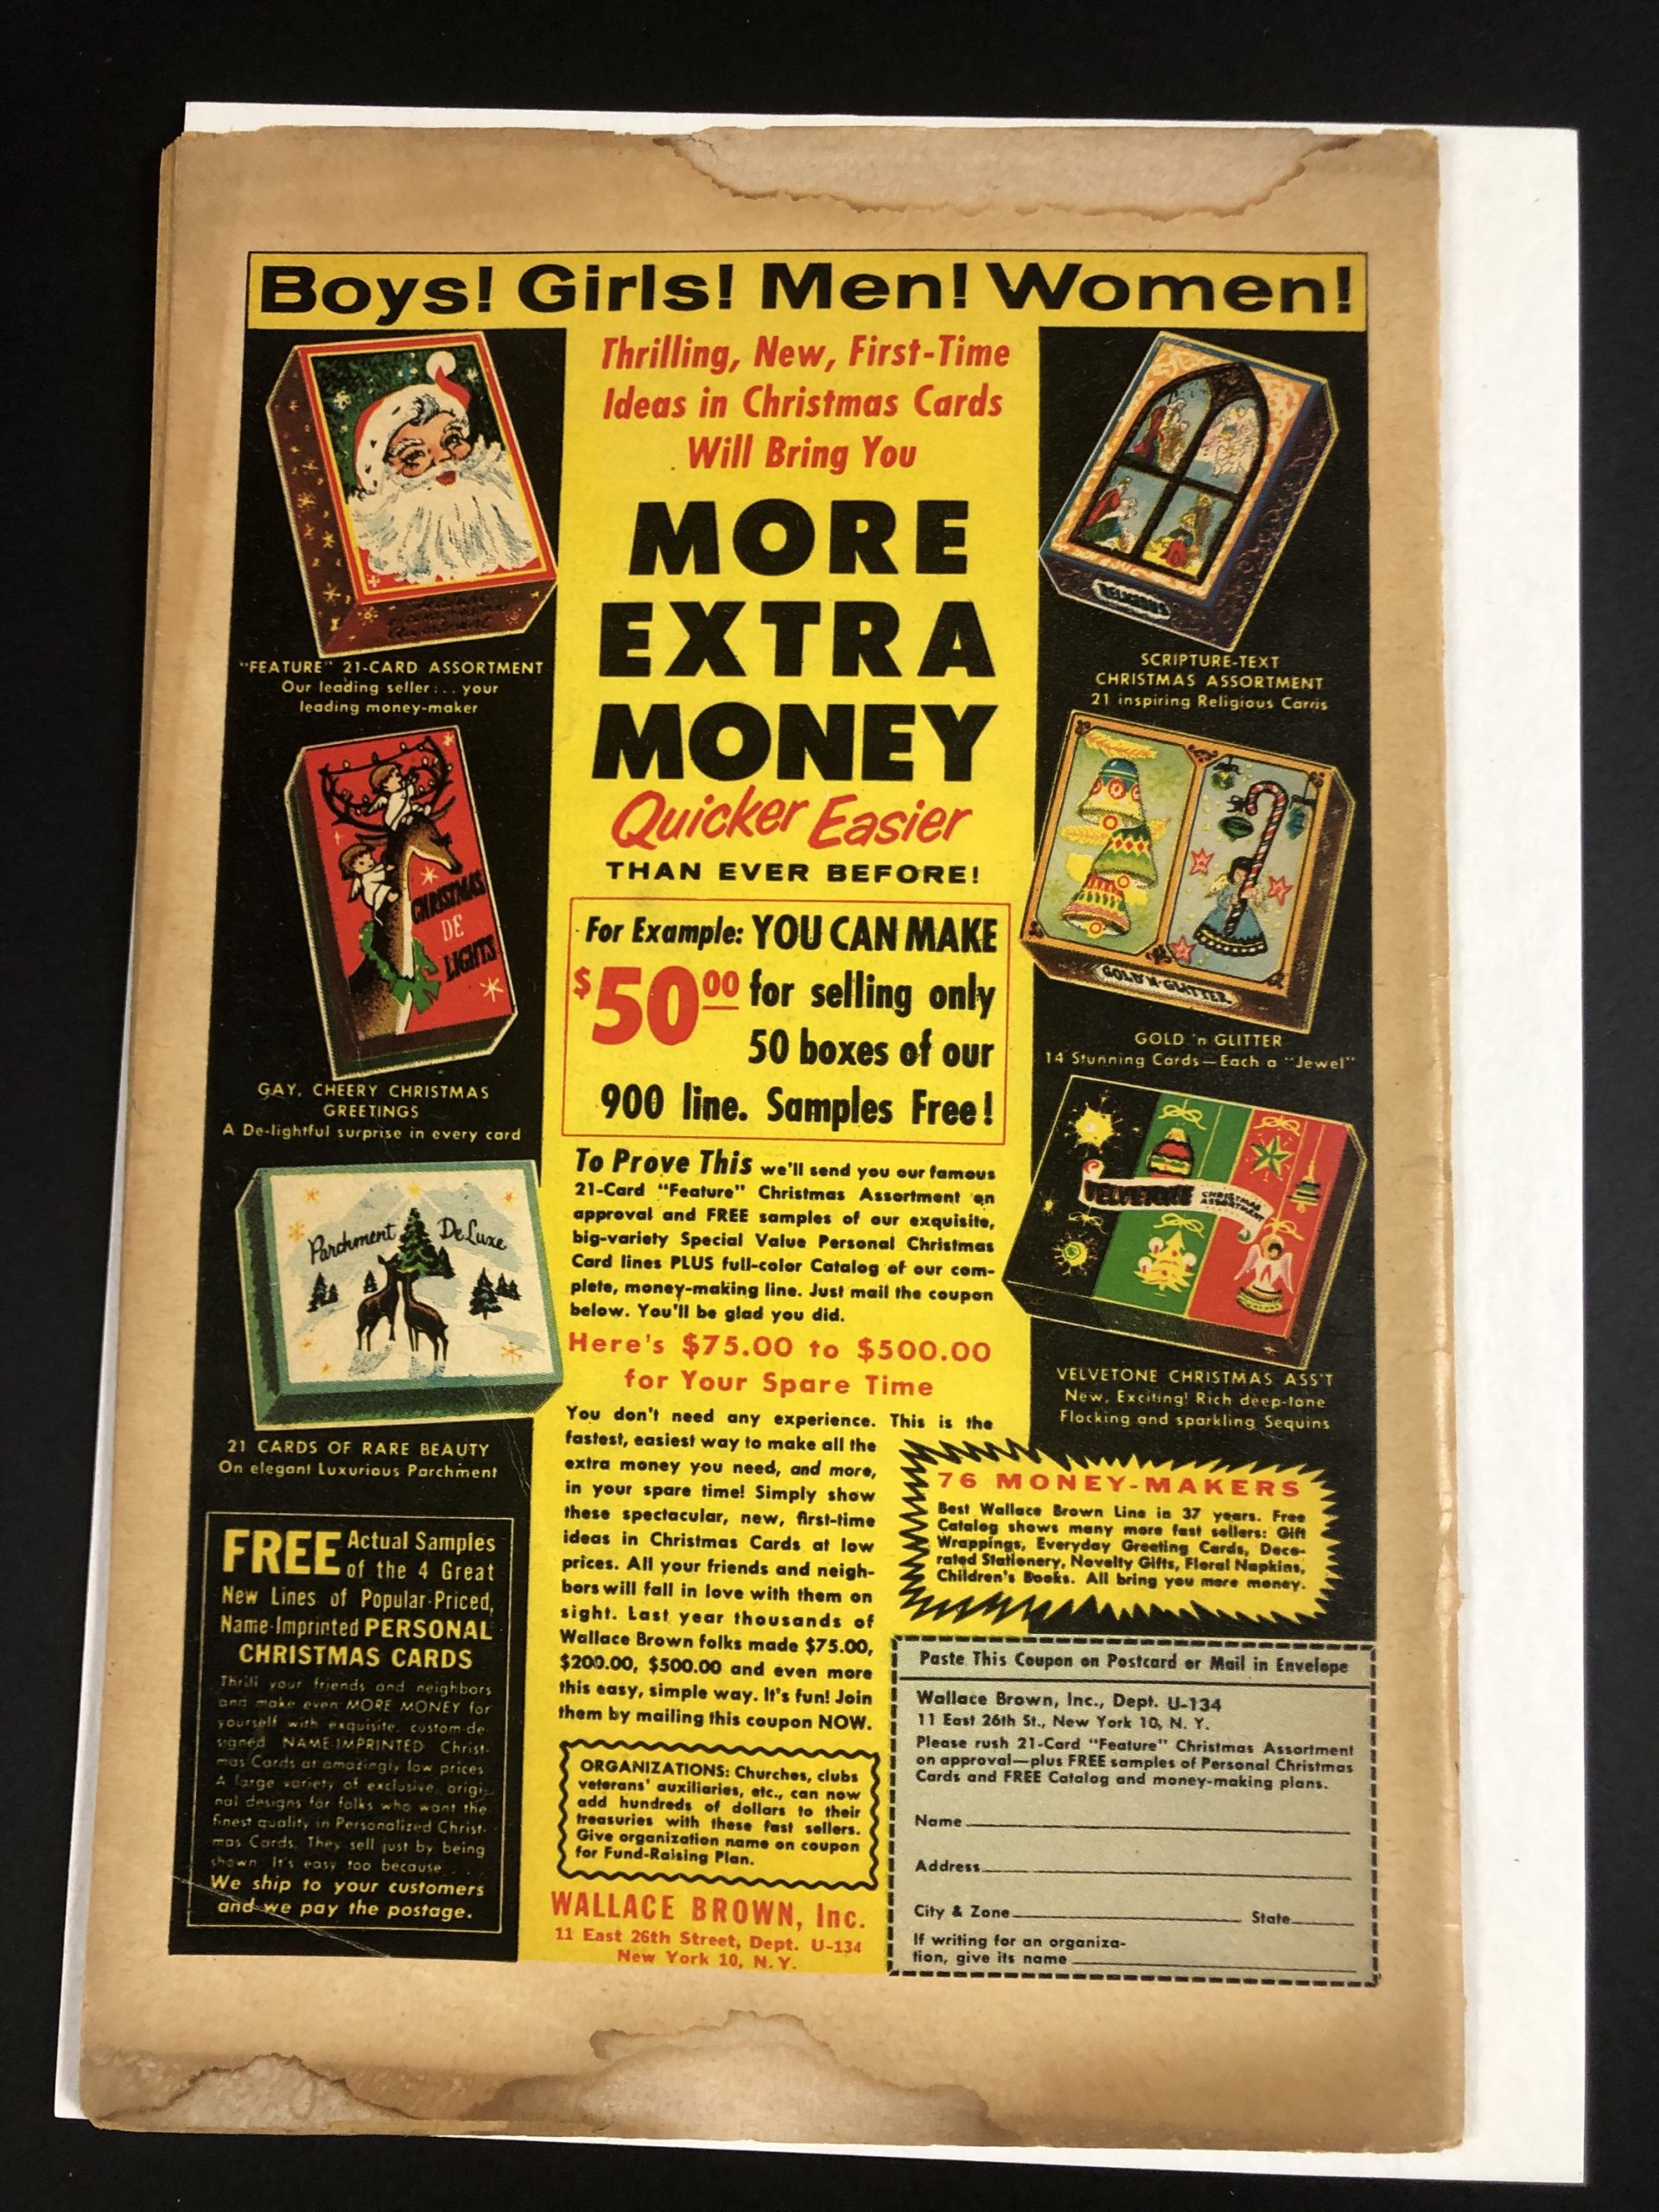 Boys! Girls! Men! Women!
Thrilling, New, First-Time
Ideas in Christmas Cards
Will Bring You
MORE
EXTRA
MONEY
Quicker Easier
THAN EVER BEFORE!
For Example: YOU CAN MAKE
$50.00 for selling only
50 boxes of our
900 line. Samples Free!
To Prove This we'll send you our famous
21-Card "Feature" Christmas Assortment on
approval and FREE samples of our exquisite,
big-variety Special Value Personal Christmas
Card lines PLUS full-color Catalog of our com-
plete, money-making line. Just mail the coupon
below. You'll be glad you did.
Here's $75.00 to $500.00
for Your Spare Time
You don't need any experience. This is the
fastest, easiest way to make all the
extra money you need, and more,
in your spare time! Simply show
these spectacular, new, first-time
ideas in Christmas Cards at low
prices. All your friends and neigh-
bors will fall in love with them on
sight. Last year thousands of
Wallace Brown folks made $75.00,
$200.00, $500.00 and even more
this easy, simple way. It's fun! Join
them by mailing this coupon NOW.
ORGANIZATIONS: Churches, clubs
veterans' auxiliaries, etc., can now
add hundreds of dollars to their
treasuries with these fast sellers.
Give organization name on coupon
for Fund-Raising Plan.
WALLACE BROWN, Inc.
11 East 26th Street, Dept. U-134
New York 10, N. Y.
"FEATURE" 21-CARD ASSORTMENT
Our leading seller... your
leading money-maker
CHRISTMAS
DE
LIGHTS
GAY, CHEERY CHRISTMAS
GREETINGS
A De-lightful surprise in every card
Parchment DeLuxe
21 CARDS OF RARE BEAUTY
On elegant Luxurious Parchment
FREE Actual Samples
of the 4 Great
New Lines of Popular-Priced,
Name-Imprinted PERSONAL
CHRISTMAS CARDS
Thrill your friends and neighbors
and make even MORE MONEY for
yourself with exquisite, custom-de-
signed NAME-IMPRINTED Christ-
mas Cards at amazingly low prices.
A large variety of exclusive, origi-
nal designs for folks who want the
finest quality in Personalized Christ-
mas Cards. They sell just by being
shown. It's easy too because....
We ship to your customers
and we pay the postage.
RELIGIOUS
SCRIPTURE-TEXT
CHRISTMAS ASSORTMENT
21 inspiring Religious Carris
GOLD 'N' GLITTER
GOLD 'n GLITTER
14 Stunning Cards—Each a "Jewel"
VELVETONE CHRISTMAS
ASSORTMENT
VELVETONE CHRISTMAS ASS'T
New, Exciting! Rich deep-tone
Flocking and sparkling Sequins
76 MONEY-MAKERS
Best Wallace Brown Line in 37 years. Free
Catalog shows many more fast sellers: Gift
Wrappings, Everyday Greeting Cards, Deco-
rated Stationery, Novelty Gifts, Floral Napkins,
Children's Books. All bring you more money.
Paste This Coupon on Postcard or Mail in Envelope
Wallace Brown, Inc., Dept. U-134
11 East 26th St., New York 10, N. Y.
Please rush 21-Card "Feature" Christmas Assortment
on approval—plus FREE samples of Personal Christmas
Cards and FREE Catalog and money-making plans.
Name
Address
City & Zone State
If writing for an organiza-
tion, give its name